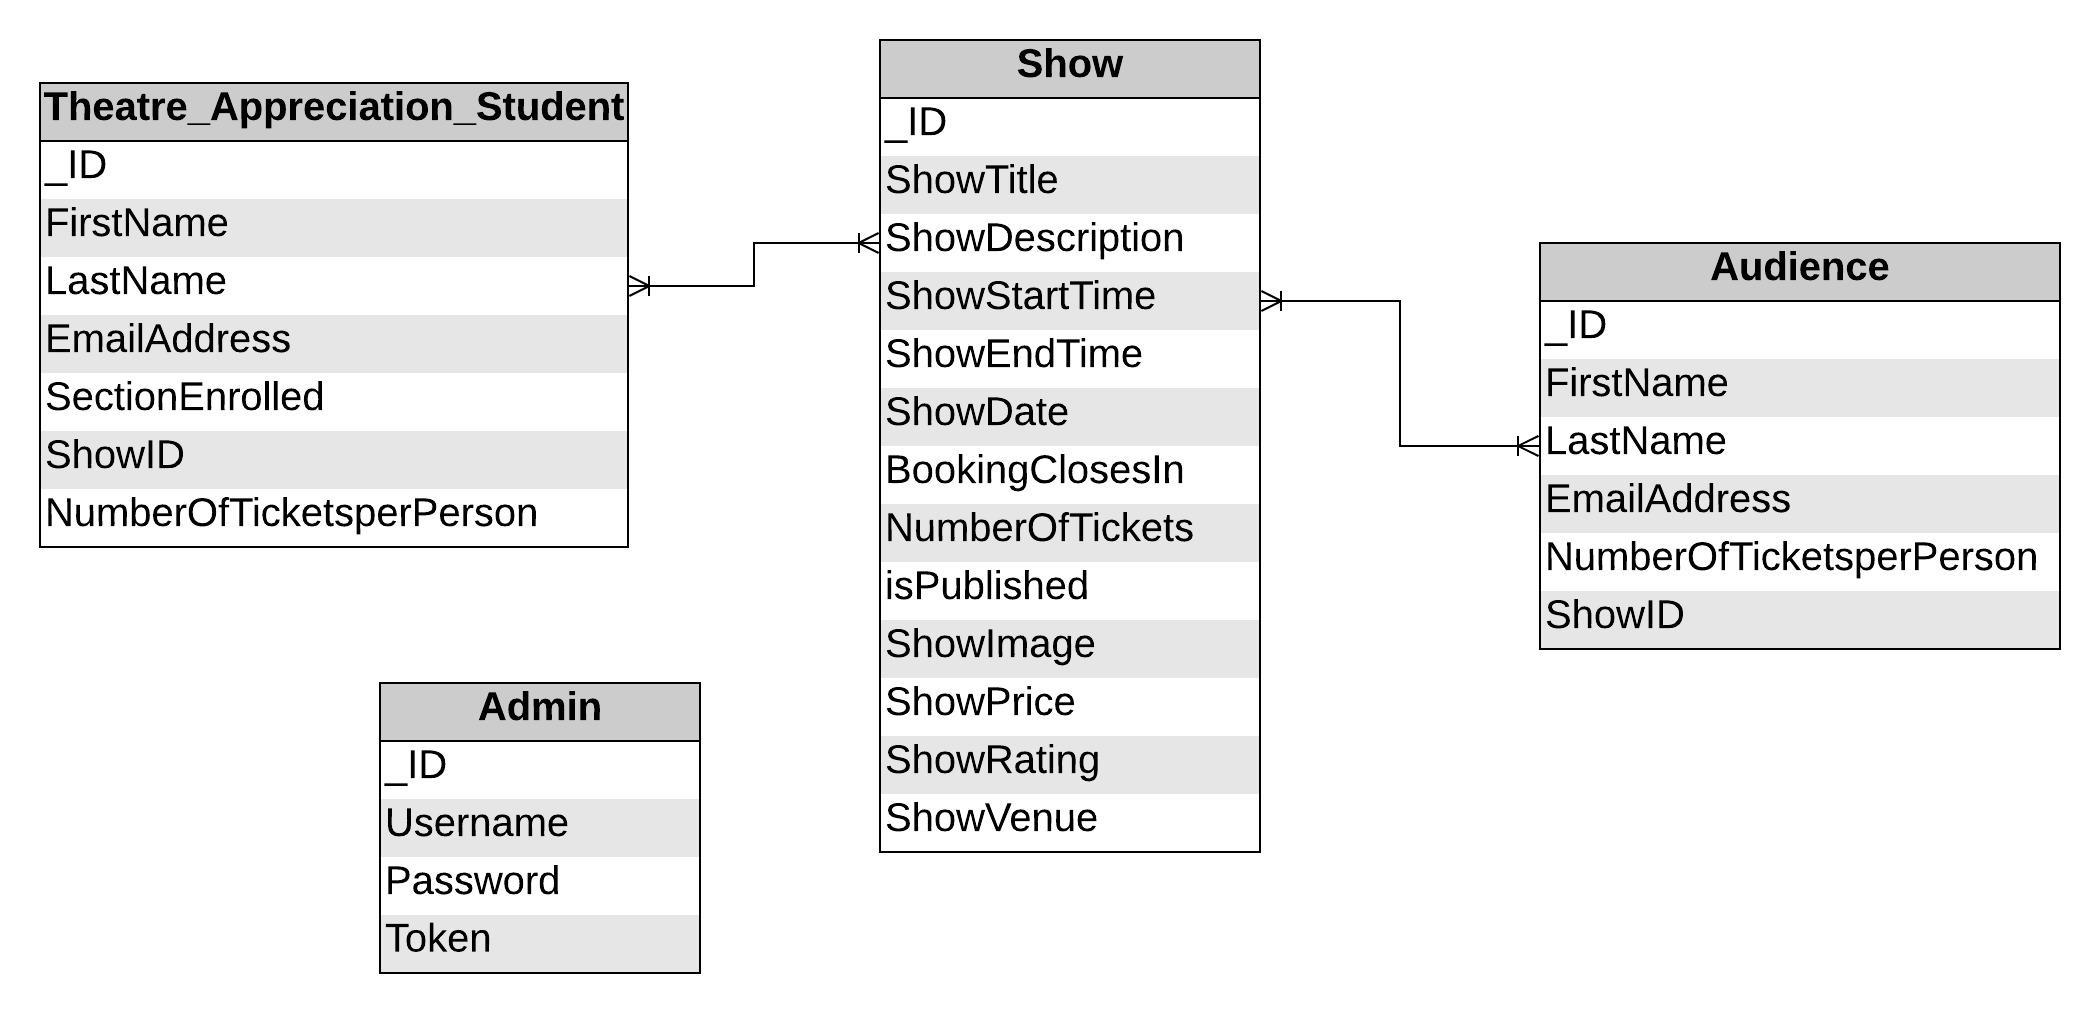 Theatre_Appreciation_Student
_ID
FirstName
LastName
EmailAddress
SectionEnrolled
ShowID
NumberOfTicketsperPerson
Show
_ID
ShowTitle
ShowDescription
ShowStartTime
ShowEndTime
ShowDate
BookingClosesIn
NumberOfTickets
isPublished
ShowImage
ShowPrice
ShowRating
ShowVenue
Audience
_ID
FirstName
LastName
EmailAddress
NumberOfTicketsperPerson
ShowID
Admin
_ID
Username
Password
Token